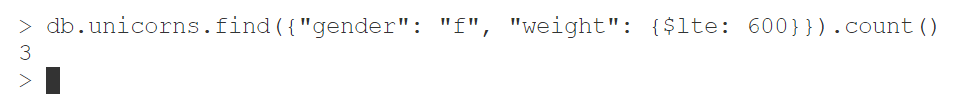 > db.unicorns.find({"gender": "f", "weight": {$lte: 600}}).count()
3
>